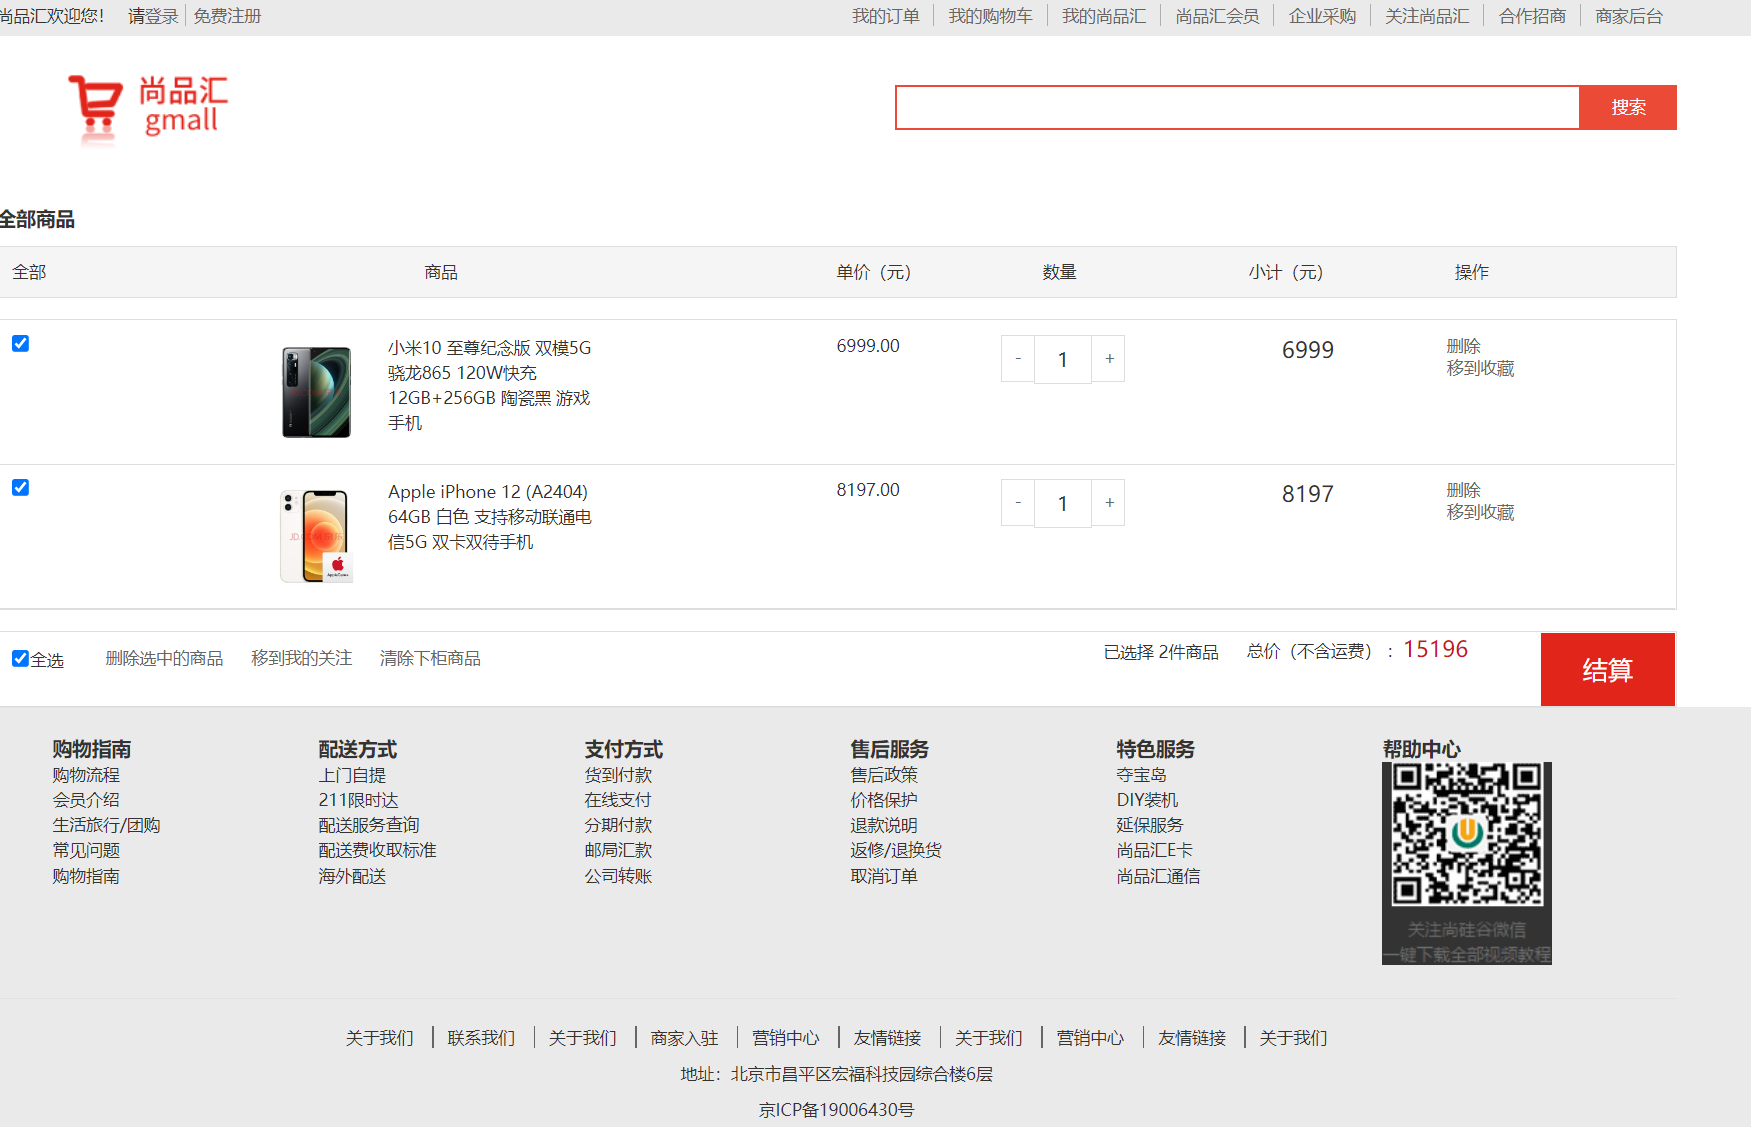 尚品汇欢迎您! 请登录 免费注册 我的订单 我的购物车 我的尚品汇 尚品汇会员 企业采购 关注尚品汇 合作招商 商家后台
尚品汇
gmall
搜索
全部商品
全部 商品 单价（元） 数量 小计（元） 操作
小米10 至尊纪念版 双模5G 6999.00 - 1 + 6999 删除
骁龙865 120W快充 移到收藏
12GB+256GB 陶瓷黑 游戏
手机
Apple iPhone 12 (A2404) 8197.00 - 1 + 8197 删除
64GB 白色 支持移动联通电 移到收藏
信5G 双卡双待手机
全选 删除选中的商品 移到我的关注 清除下柜商品 已选择 2件商品 总价（不含运费） : 15196 结算
购物指南 配送方式 支付方式 售后服务 特色服务 帮助中心
购物流程 上门自提 货到付款 售后政策 夺宝岛
会员介绍 211限时达 在线支付 价格保护 DIY装机
生活旅行/团购 配送服务查询 分期付款 退款说明 延保服务
常见问题 配送费收取标准 邮局汇款 返修/退换货 尚品汇E卡
购物指南 海外配送 公司转账 取消订单 尚品汇通信
关注尚硅谷微信
一键下载全部视频教程
关于我们 联系我们 关于我们 商家入驻 营销中心 友情链接 关于我们 营销中心 友情链接 关于我们
地址：北京市昌平区宏福科技园综合楼6层
京ICP备19006430号